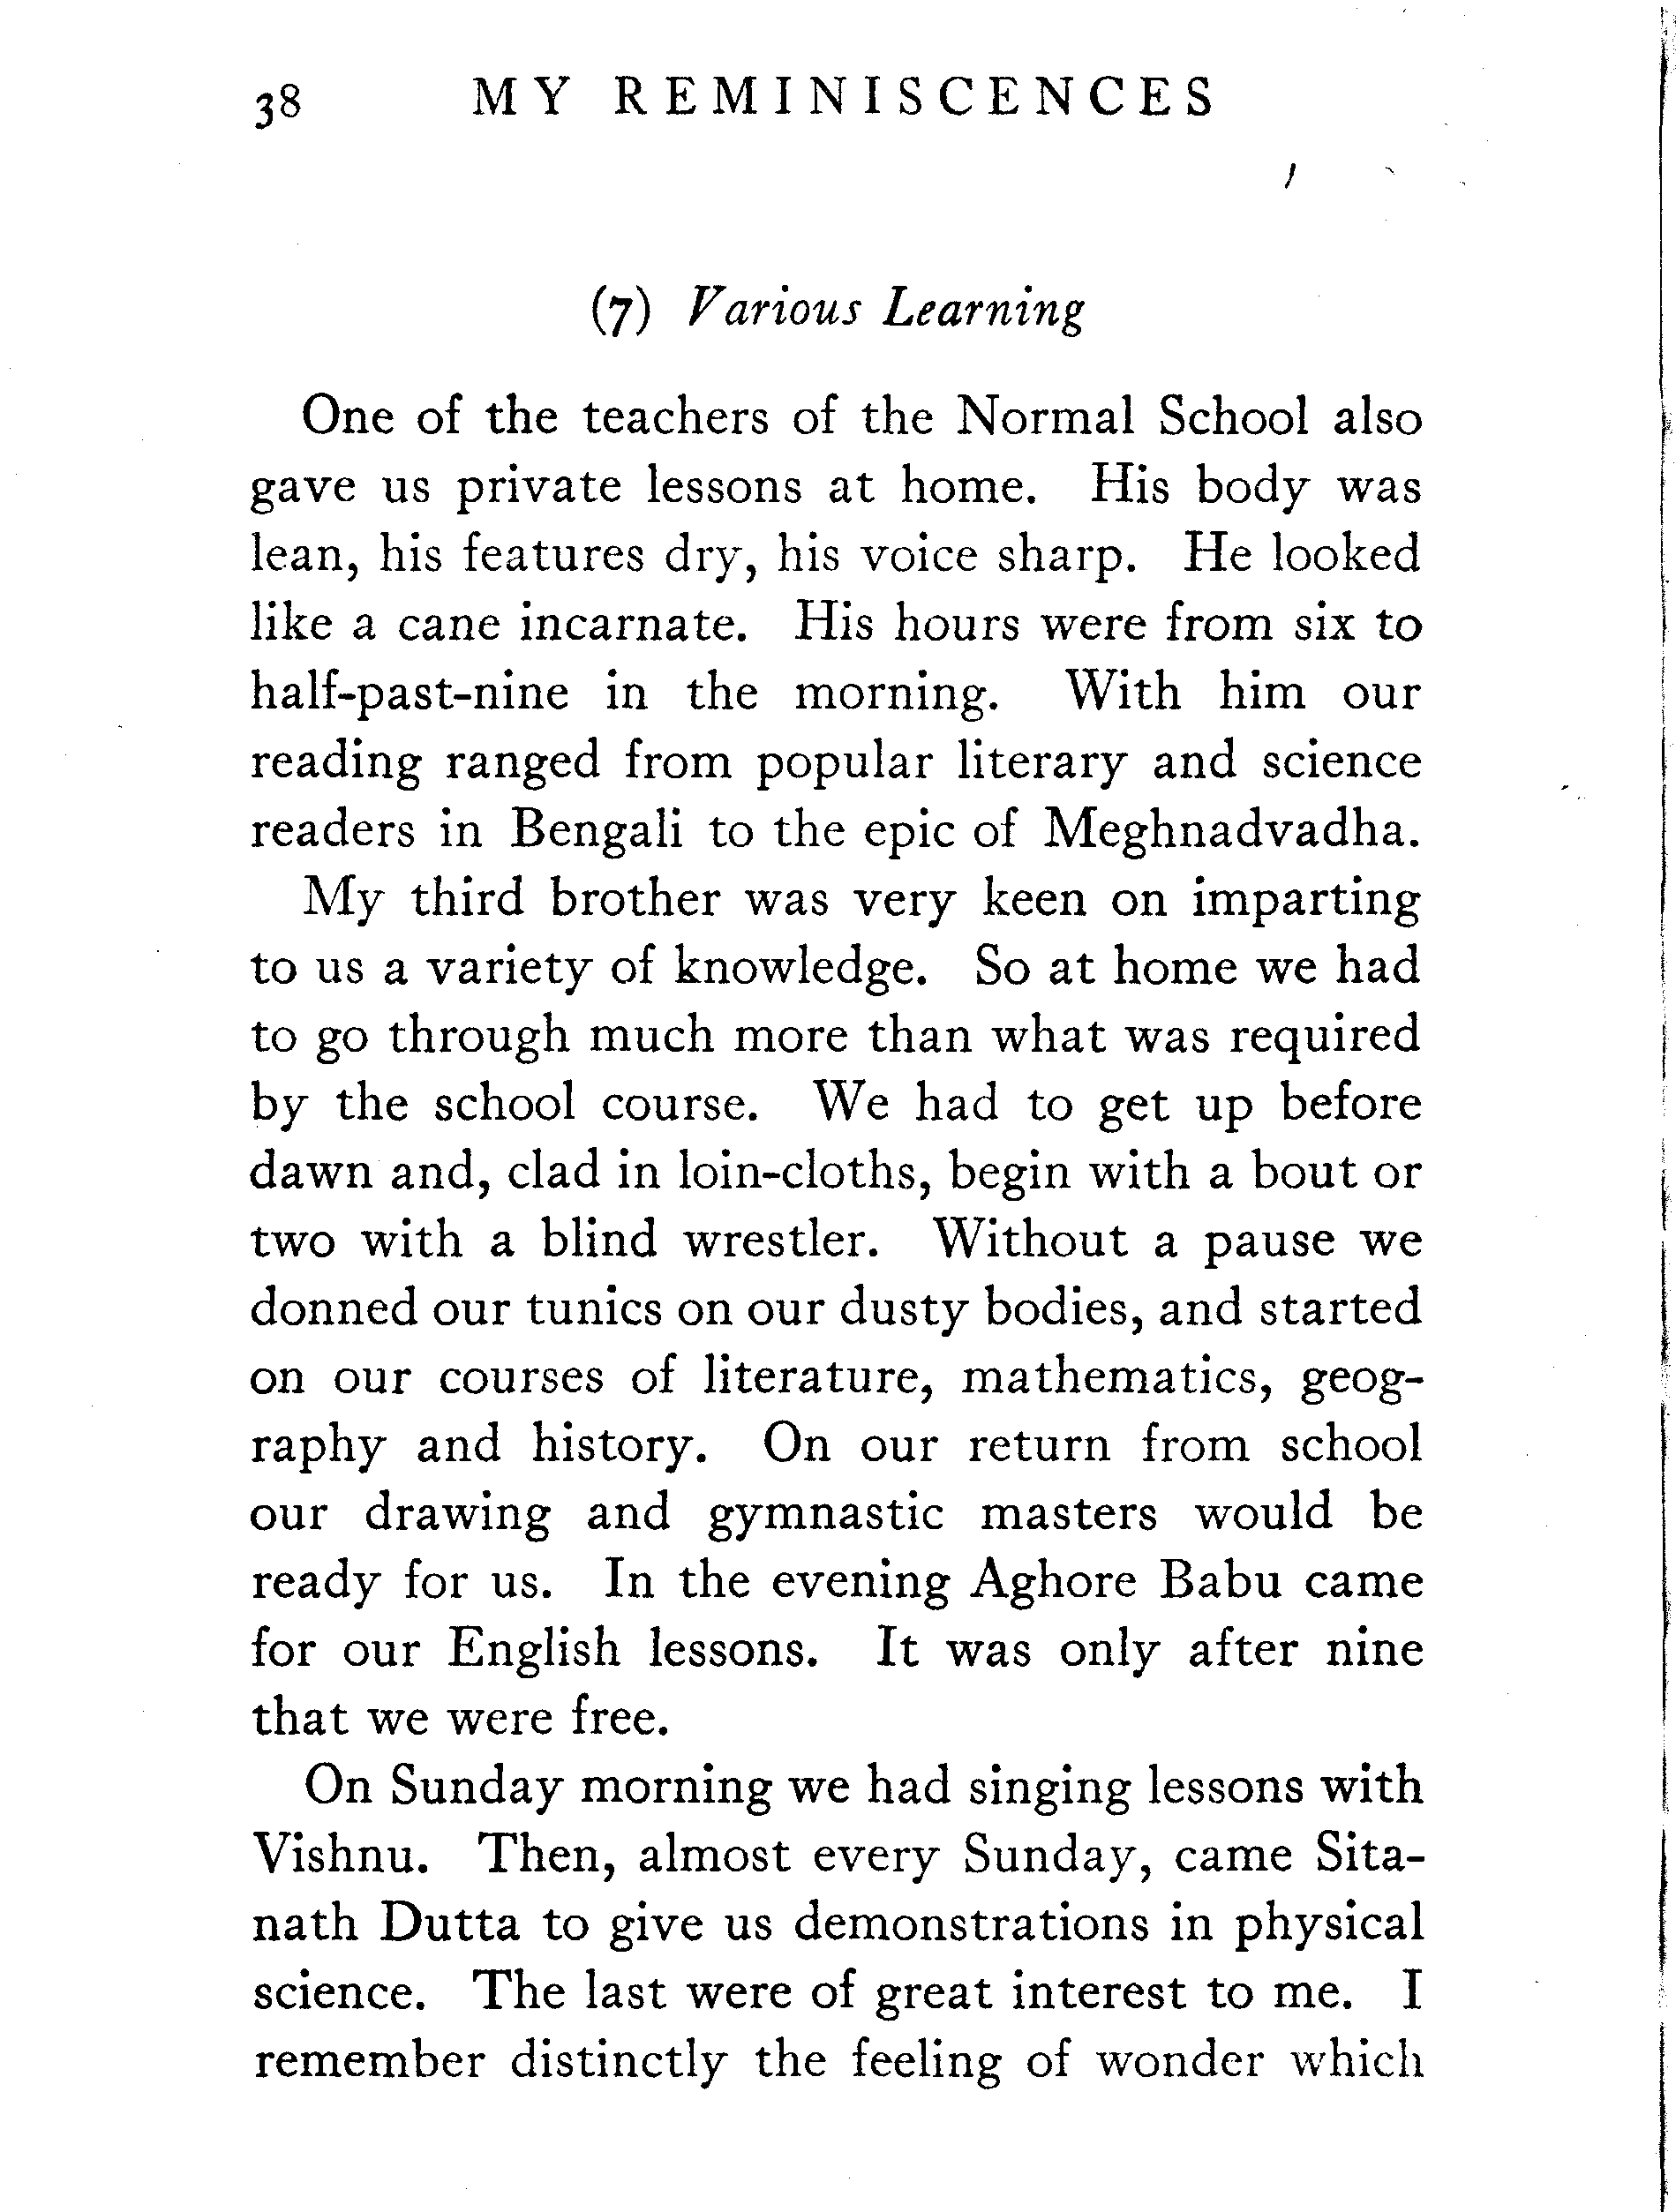 38 MY REMINISCENCES
(7) Various Learning
One of the teachers of the Normal School also
gave us private lessons at home. His body was
lean, his features dry, his voice sharp. He looked
like a cane incarnate. His hours were from six to
half-past-nine in the morning. With him our
reading ranged from popular literary and science
readers in Bengali to the epic of Meghnadvadha.
My third brother was very keen on imparting
to us a variety of knowledge. So at home we had
to go through much more than what was required
by the school course. We had to get up before
dawn and, clad in loin-cloths, begin with a bout or
two with a blind wrestler. Without a pause we
donned our tunics on our dusty bodies, and started
on our courses of literature, mathematics, geog-
raphy and history. On our return from school
our drawing and gymnastic masters would be
ready for us. In the evening Aghore Babu came
for our English lessons. It was only after nine
that we were free.
On Sunday morning we had singing lessons with
Vishnu. Then, almost every Sunday, came Sita-
nath Dutta to give us demonstrations in physical
science. The last were of great interest to me. I
remember distinctly the feeling of wonder which